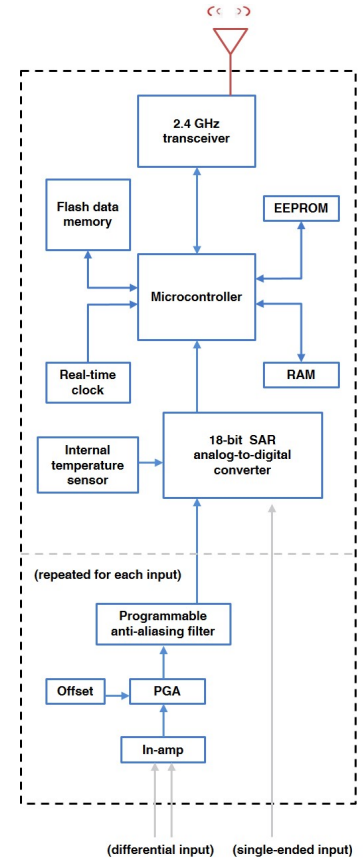 2.4 GHz
transceiver
Flash data
memory
EEPROM
Microcontroller
Real-time
clock
RAM
18-bit SAR
analog-to-digital
converter
Internal
temperature
sensor
(repeated for each input)
Programmable
anti-aliasing filter
Offset
PGA
In-amp
(differential input)
(single-ended input)